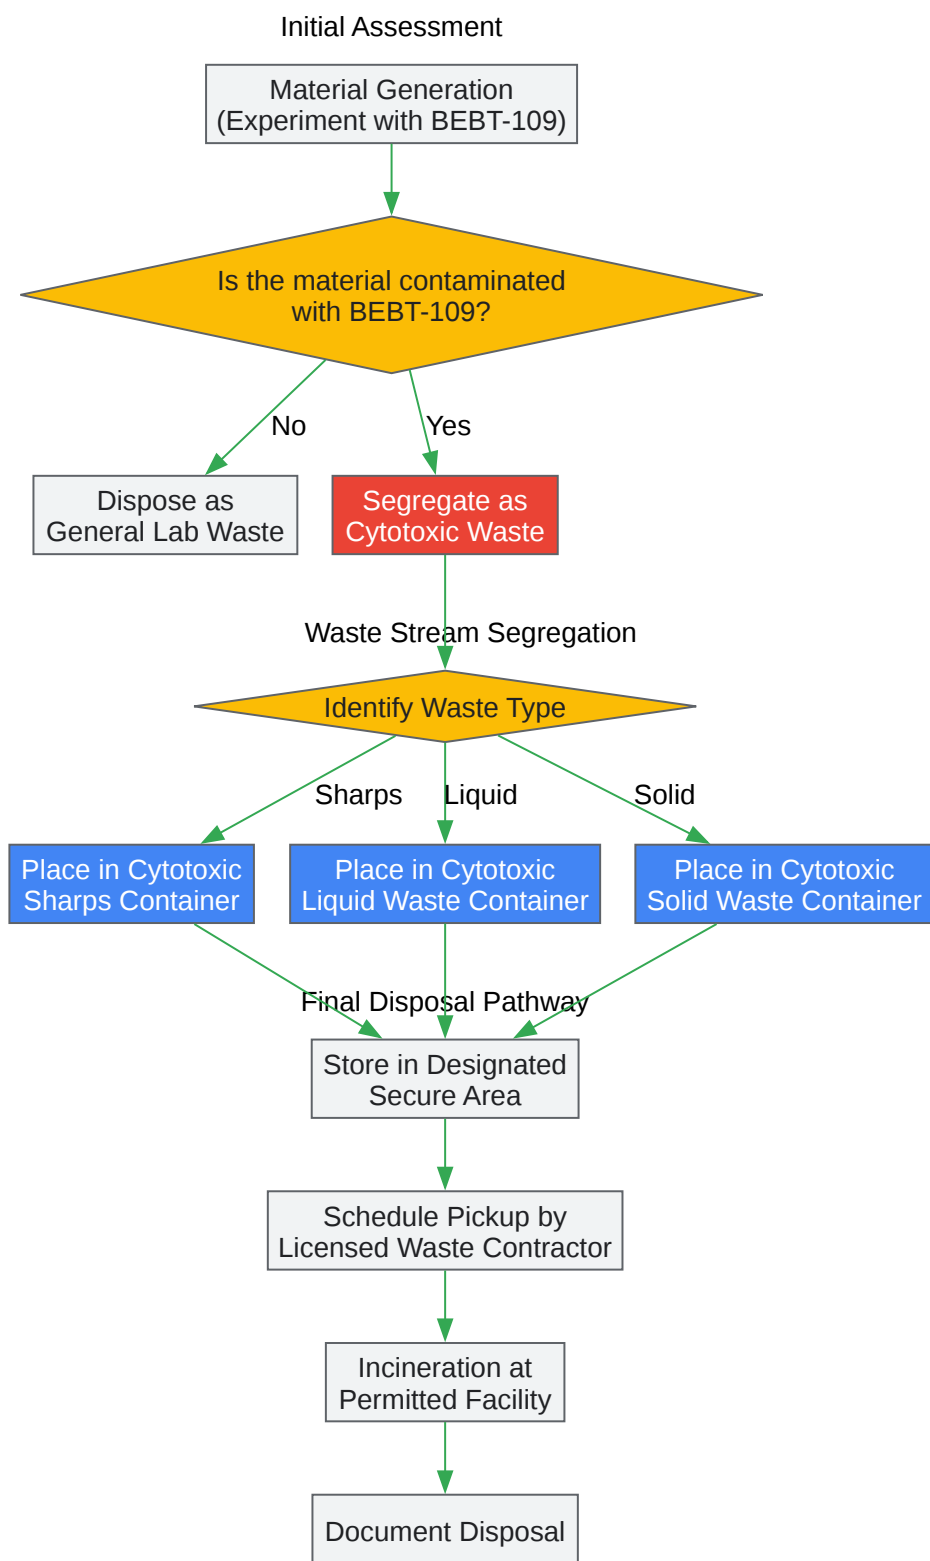 Initial Assessment
Material Generation
(Experiment with BEBT-109)
Is the material contaminated
with BEBT-109?
No
Yes
Dispose as
General Lab Waste
Segregate as
Cytotoxic Waste
Waste Stream Segregation
Identify Waste Type
Sharps
Liquid
Solid
Place in Cytotoxic
Sharps Container
Place in Cytotoxic
Liquid Waste Container
Place in Cytotoxic
Solid Waste Container
Final Disposal Pathway
Store in Designated
Secure Area
Schedule Pickup by
Licensed Waste Contractor
Incineration at
Permitted Facility
Document Disposal